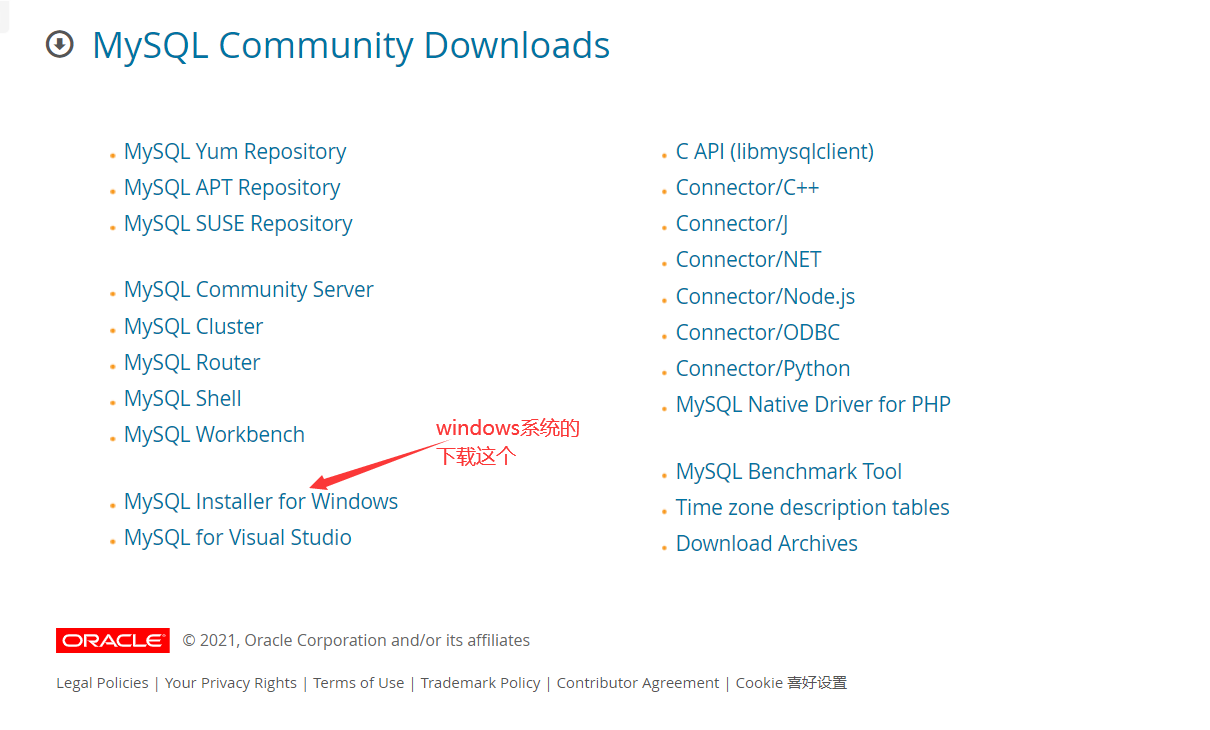 MySQL Community Downloads
MySQL Yum Repository
MySQL APT Repository
MySQL SUSE Repository
MySQL Community Server
MySQL Cluster
MySQL Router
MySQL Shell
MySQL Workbench
windows系统的
下载这个
MySQL Installer for Windows
MySQL for Visual Studio
C API (libmysqlclient)
Connector/C++
Connector/J
Connector/NET
Connector/Node.js
Connector/ODBC
Connector/Python
MySQL Native Driver for PHP
MySQL Benchmark Tool
Time zone description tables
Download Archives
ORACLE © 2021, Oracle Corporation and/or its affiliates
Legal Policies | Your Privacy Rights | Terms of Use | Trademark Policy | Contributor Agreement | Cookie 喜好设置